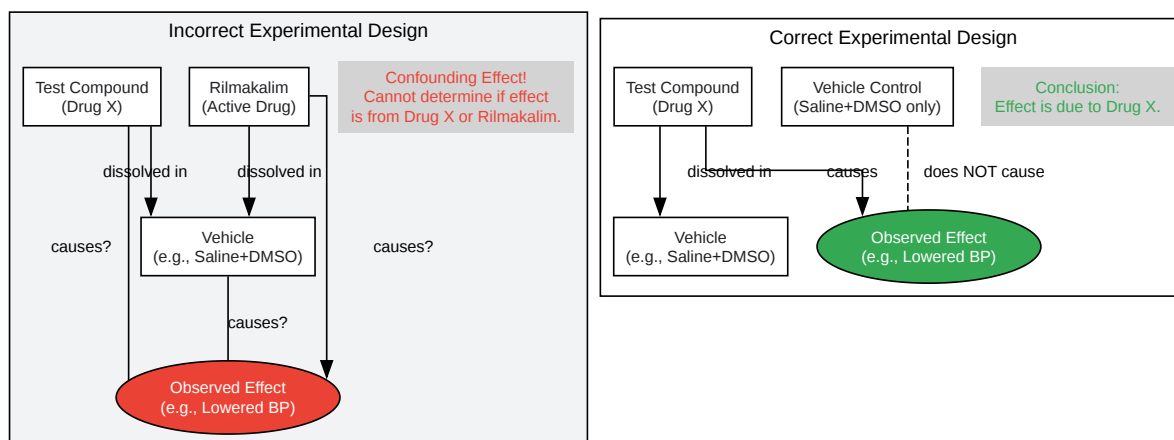 Incorrect Experimental Design
Test Compound
(Drug X)
Rilmakalim
(Active Drug)
Confounding Effect!
Cannot determine if effect
is from Drug X or Rilmakalim.
dissolved in
dissolved in
Vehicle
(e.g., Saline+DMSO)
causes?
causes?
causes?
Observed Effect
(e.g., Lowered BP)
Correct Experimental Design
Test Compound
(Drug X)
Vehicle Control
(Saline+DMSO only)
Conclusion:
Effect is due to Drug X.
dissolved in
causes
does NOT cause
Vehicle
(e.g., Saline+DMSO)
Observed Effect
(e.g., Lowered BP)